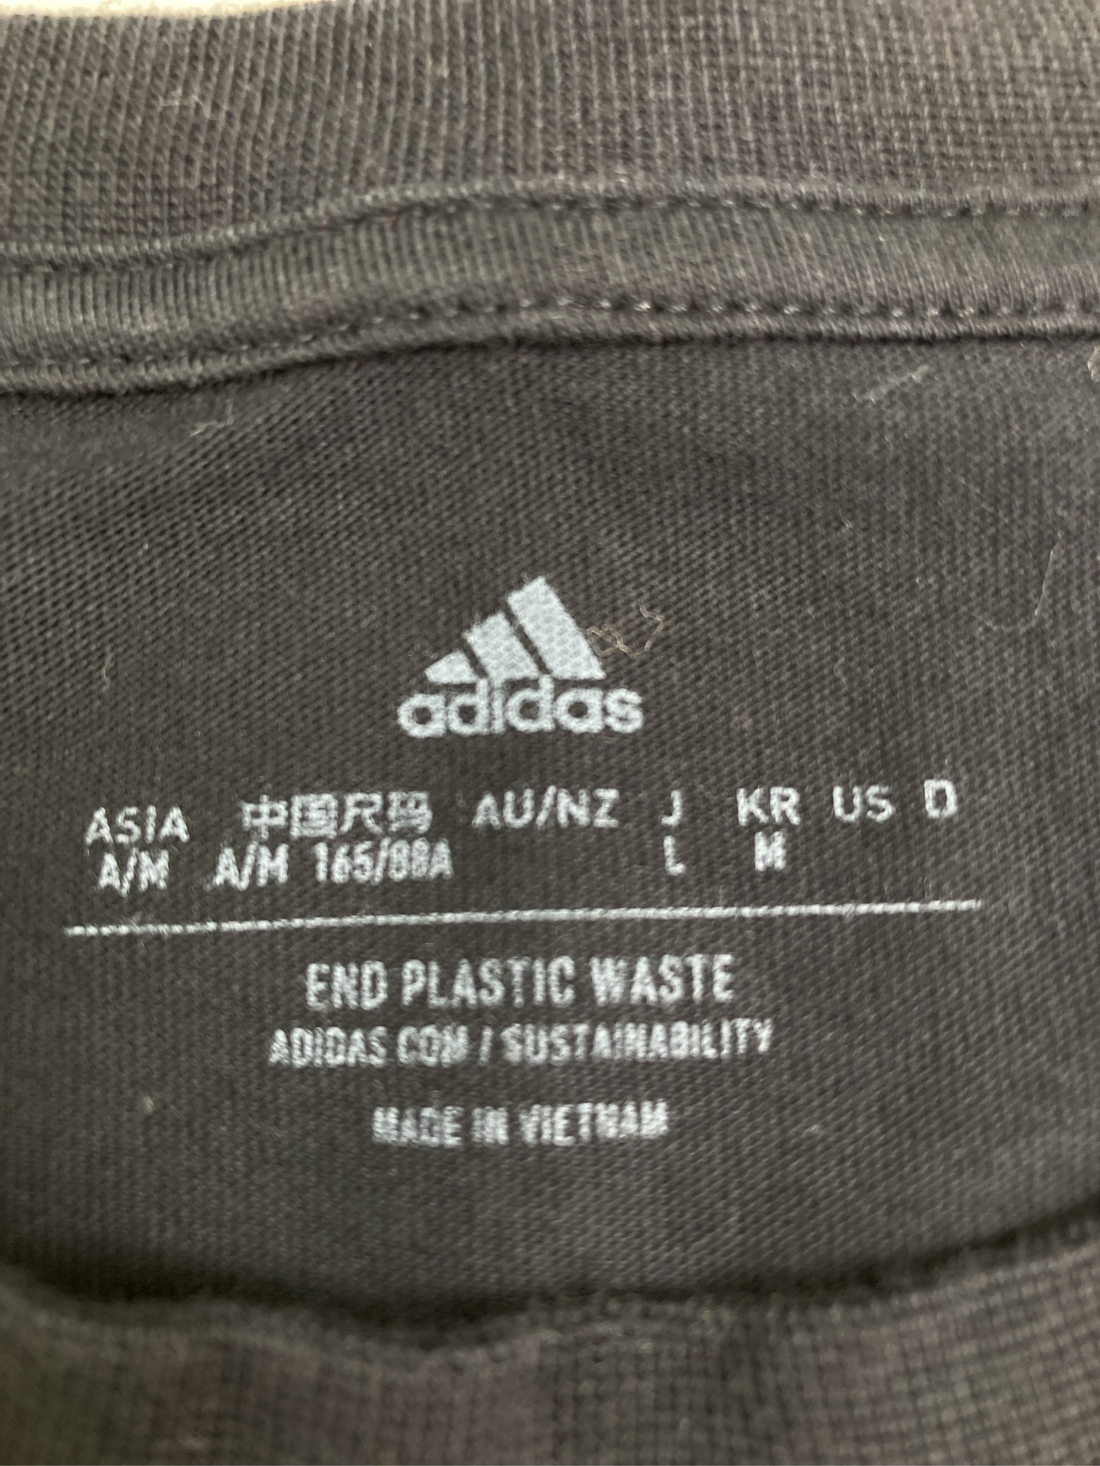 adidas
ASIA 中国尺码 AU/NZ J KR US D
A/M A/M 165/88A L M
END PLASTIC WASTE
ADIDAS.COM / SUSTAINABILITY
MADE IN VIETNAM